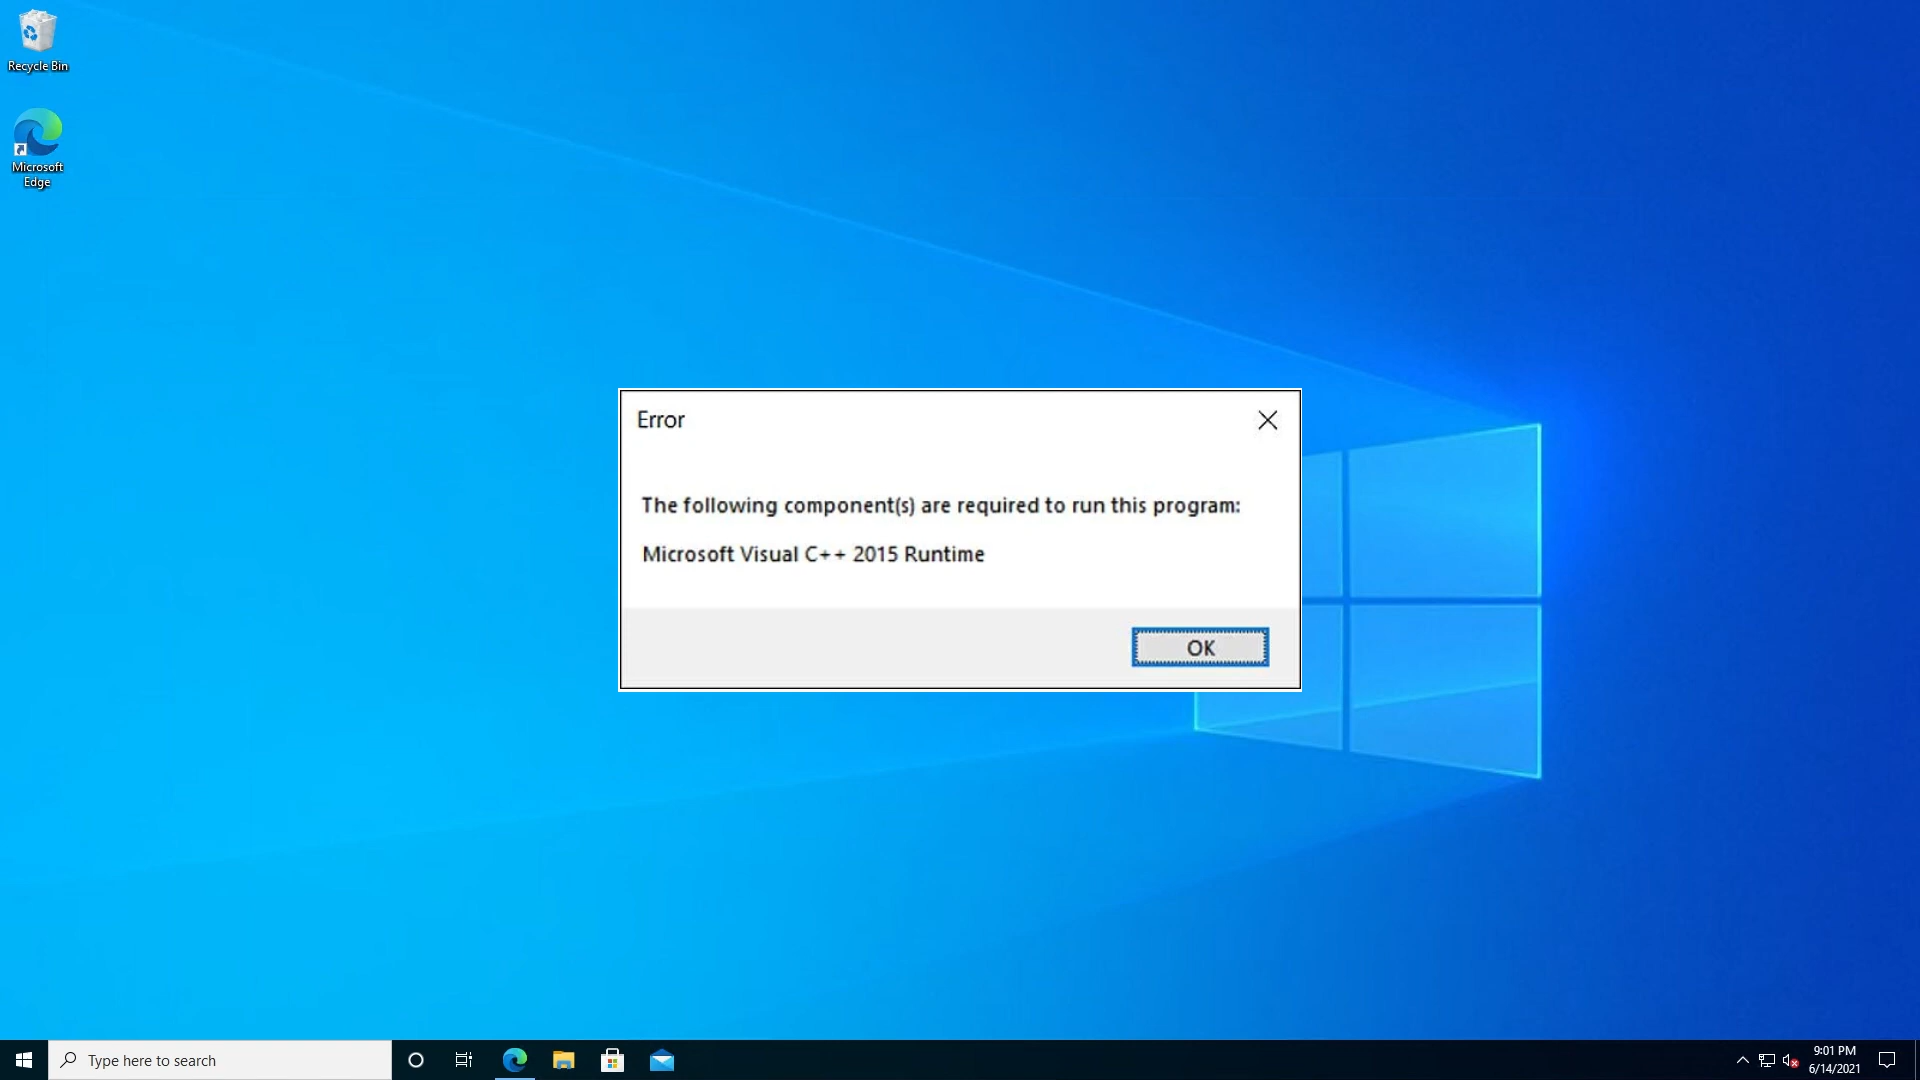 Recycle Bin
Microsoft
Edge
Error
The following component(s) are required to run this program:
Microsoft Visual C++ 2015 Runtime
OK
Type here to search
9:01 PM
6/14/2021